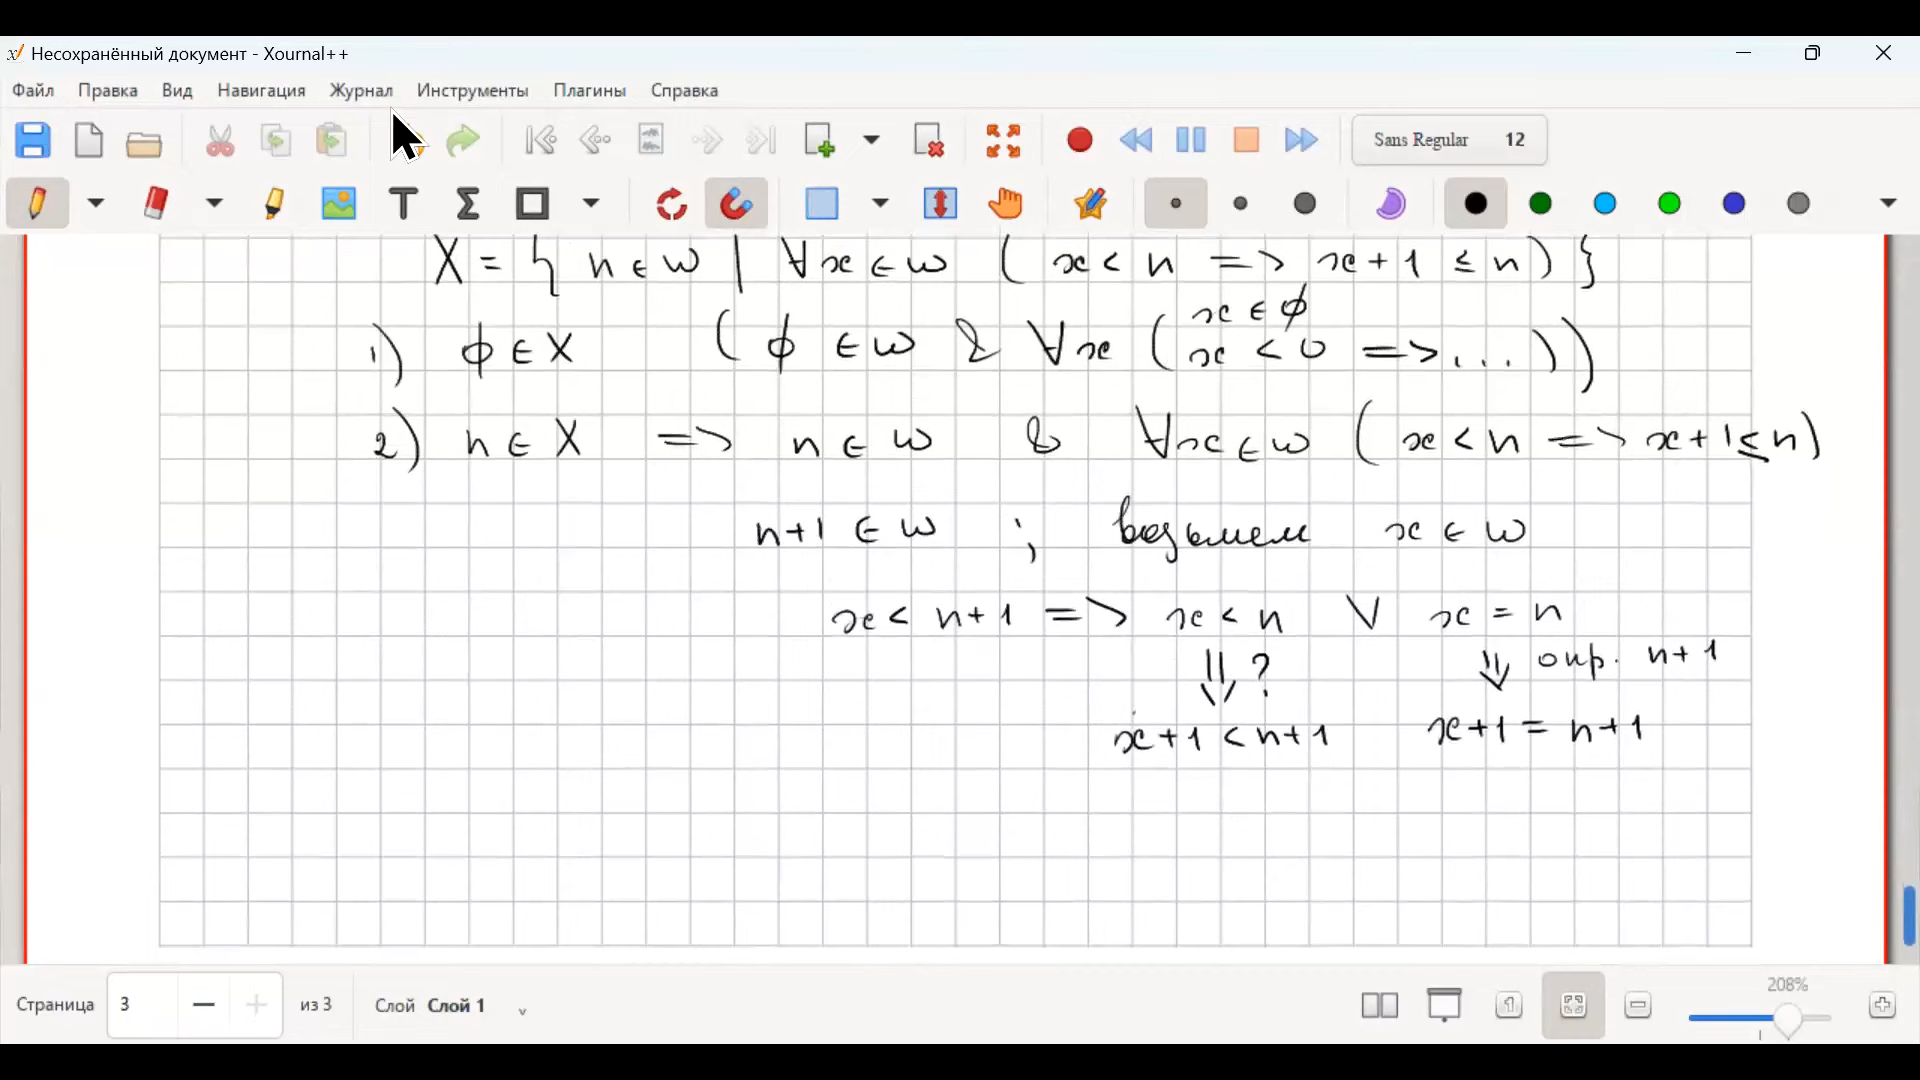 Несохранённый документ - Xournal++
Файл Правка Вид Навигация Журнал Инструменты Плагины Справка
Sans Regular 12
X = { n ∈ ω | ∀x ∈ ω ( x < n => x + 1 ≤ n ) }
x ∈ ∅
1) ∅ ∈ X ( ∅ ∈ ω & ∀x ( x < 0 => ... ) )
2) n ∈ X => n ∈ ω & ∀x ∈ ω ( x < n => x + 1 ≤ n )
n+1 ∈ ω ; возьмем x ∈ ω
x < n+1 => x < n ∨ x = n
⇓ ? ⇓ опр. n+1
x+1 < n+1 x+1 = n+1
Страница 3 из 3 Слой Слой 1 208%